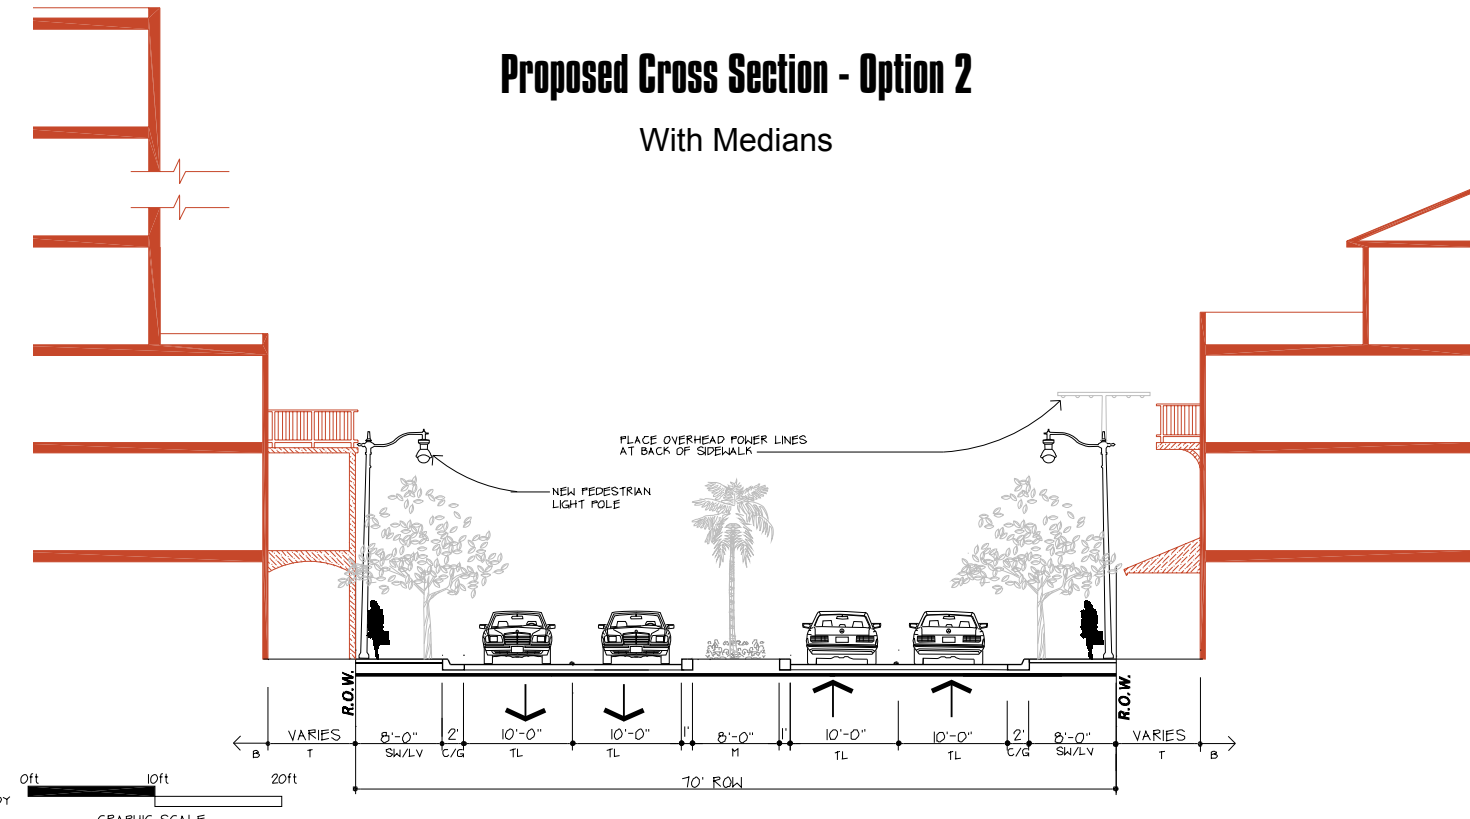 Proposed Cross Section - Option 2
With Medians
PLACE OVERHEAD POWER LINES
AT BACK OF SIDEWALK
NEW PEDESTRIAN
LIGHT POLE
R.O.W. R.O.W.
VARIES 8'-0" 2' 10'-0" 10'-0" 1' 8'-0" 1' 10'-0" 10'-0" 2' 8'-0" VARIES
B T SW/LV C/G TL TL M TL TL C/G SW/LV T B
70' ROW
0ft 10ft 20ft
GRAPHIC SCALE